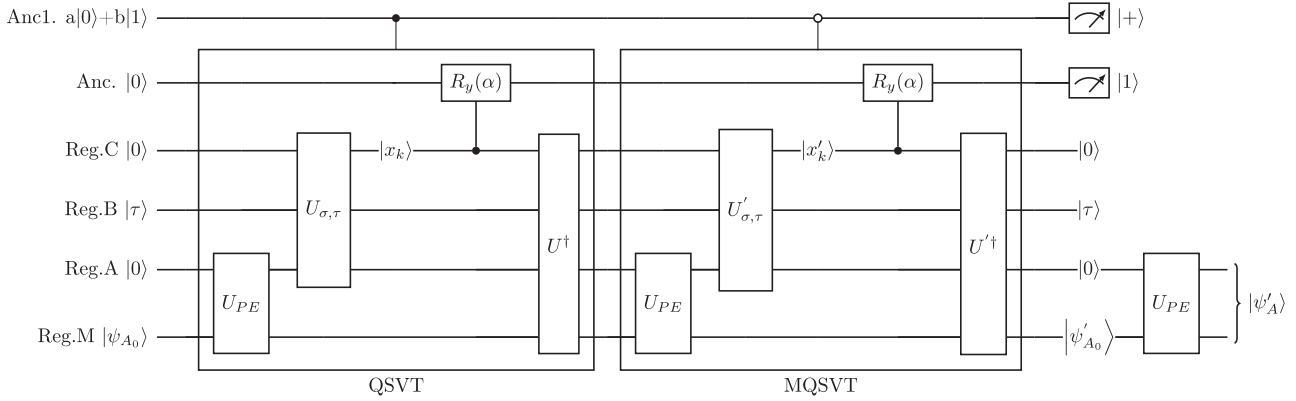 Anc1. a|0⟩+b|1⟩ |+⟩
Anc. |0⟩ R_y(α) R_y(α) |1⟩
Reg.C |0⟩ |x_k⟩ |x'_k⟩ |0⟩
Reg.B |τ⟩ U_{σ,τ} U'_{σ,τ} |τ⟩
U^† U'^†
Reg.A |0⟩ |0⟩
U_{PE} U_{PE} U_{PE} |ψ'_A⟩
Reg.M |ψ_{A_0}⟩ |ψ'_{A_0}⟩
QSVT MQSVT